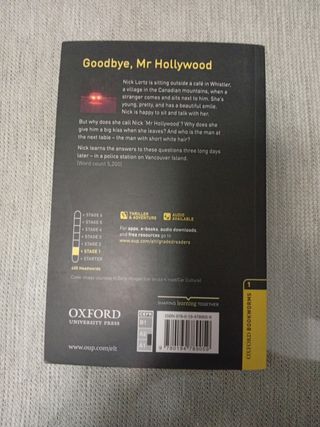 Goodbye, Mr Hollywood
Nick Lortz is sitting outside a café in Whistler,
a village in the Canadian mountains, when a
stranger comes and sits next to him. She's
young, pretty, and has a beautiful smile.
Nick is happy to sit and talk with her.
But why does she call Nick 'Mr Hollywood'? Why does she
give him a big kiss when she leaves? And who is the man at
the next table – the man with short white hair?
Nick learns the answers to these questions three long days
later – in a police station on Vancouver Island.
[Word count 5,200]
STAGE 6
STAGE 5
STAGE 4
STAGE 3
STAGE 2
STAGE 1
STARTER
400 Headwords
THRILLER & ADVENTURE
AUDIO AVAILABLE
For apps, e-books, audio downloads,
and free resources go to
www.oup.com/elt/gradedreaders
SHAPING learning TOGETHER
OXFORD
UNIVERSITY PRESS
www.oup.com/elt
CEFR
1
OXFORD BOOKWORMS